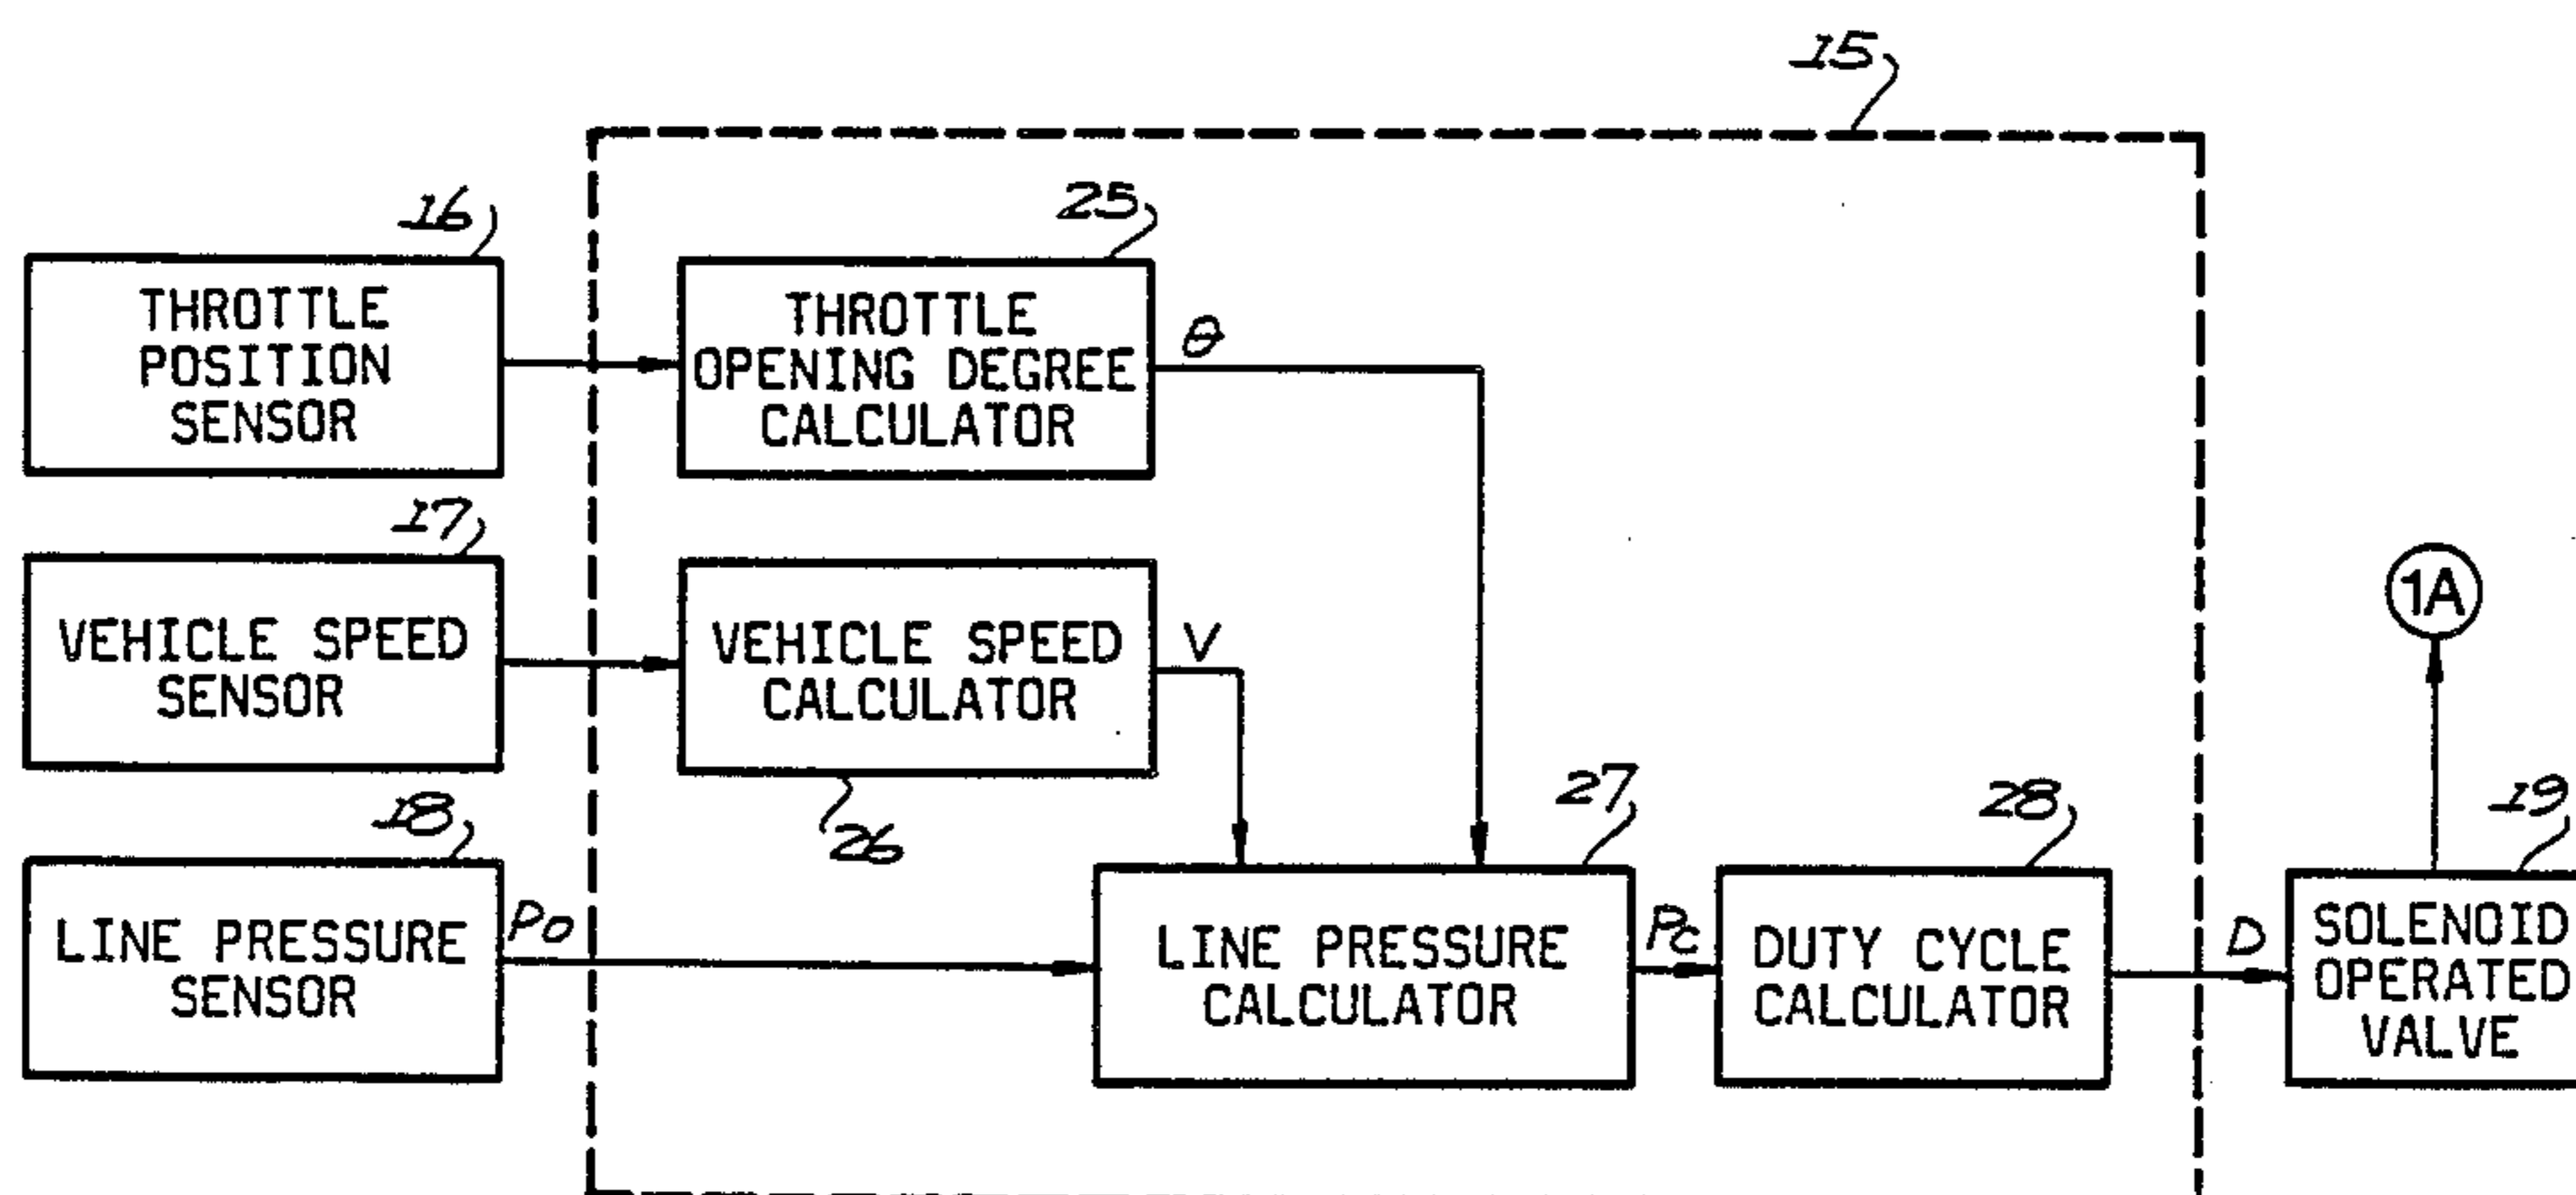 15
16
25
THROTTLE
POSITION
SENSOR
THROTTLE
OPENING DEGREE
CALCULATOR
θ
17
VEHICLE SPEED
SENSOR
VEHICLE SPEED
CALCULATOR
V
1A
18
26
27
28
19
LINE PRESSURE
SENSOR
Po
LINE PRESSURE
CALCULATOR
Pc
DUTY CYCLE
CALCULATOR
D
SOLENOID
OPERATED
VALVE